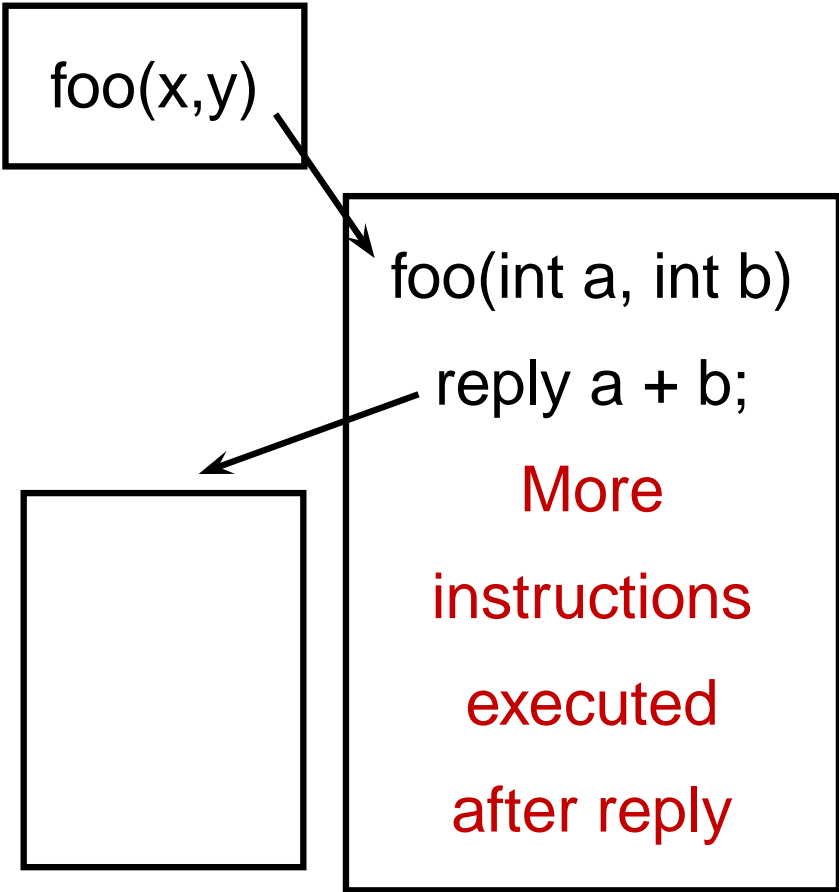 foo(x,y)
foo(int a, int b)
reply a + b;
More
instructions
executed
after reply